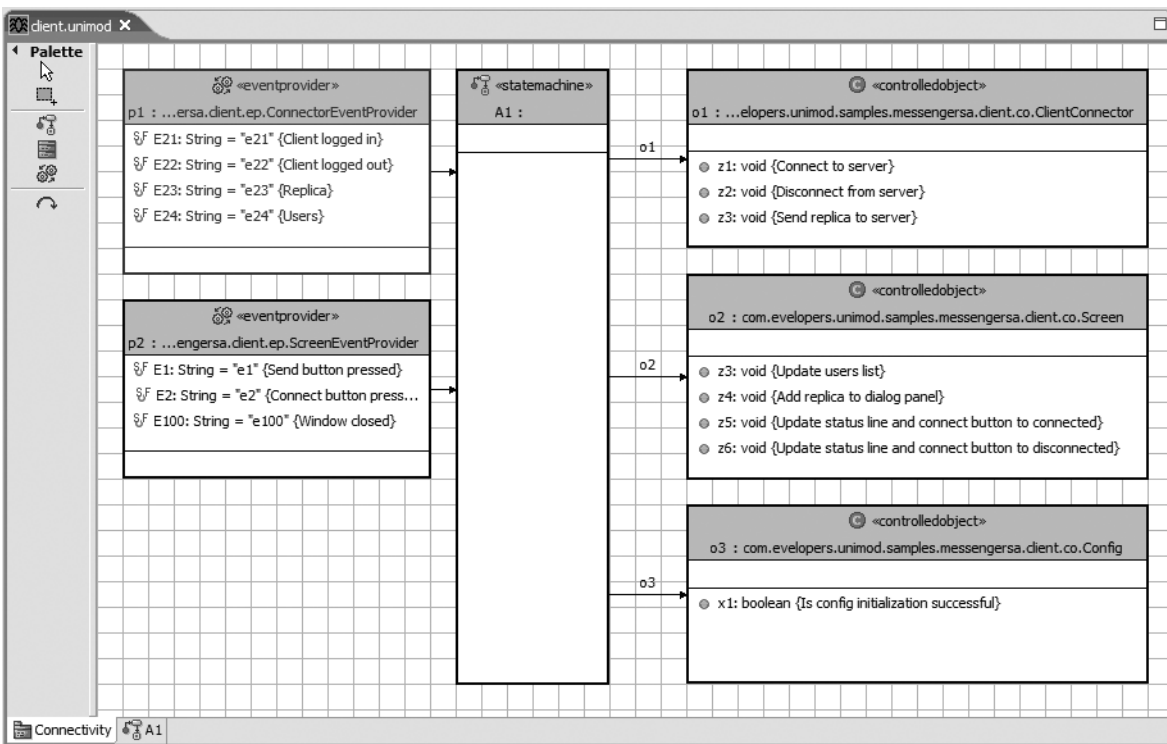 client.unimod
Palette
«eventprovider»
p1 : ...ersa.client.ep.ConnectorEventProvider
E21: String = "e21" {Client logged in}
E22: String = "e22" {Client logged out}
E23: String = "e23" {Replica}
E24: String = "e24" {Users}
«eventprovider»
p2 : ...engersa.client.ep.ScreenEventProvider
E1: String = "e1" {Send button pressed}
E2: String = "e2" {Connect button press...
E100: String = "e100" {Window closed}
«statemachine»
A1 :
o1
o2
o3
«controlledobject»
o1 : ...elopers.unimod.samples.messengersa.client.co.ClientConnector
z1: void {Connect to server}
z2: void {Disconnect from server}
z3: void {Send replica to server}
«controlledobject»
o2 : com.evelopers.unimod.samples.messengersa.client.co.Screen
z3: void {Update users list}
z4: void {Add replica to dialog panel}
z5: void {Update status line and connect button to connected}
z6: void {Update status line and connect button to disconnected}
«controlledobject»
o3 : com.evelopers.unimod.samples.messengersa.client.co.Config
x1: boolean {Is config initialization successful}
Connectivity
A1